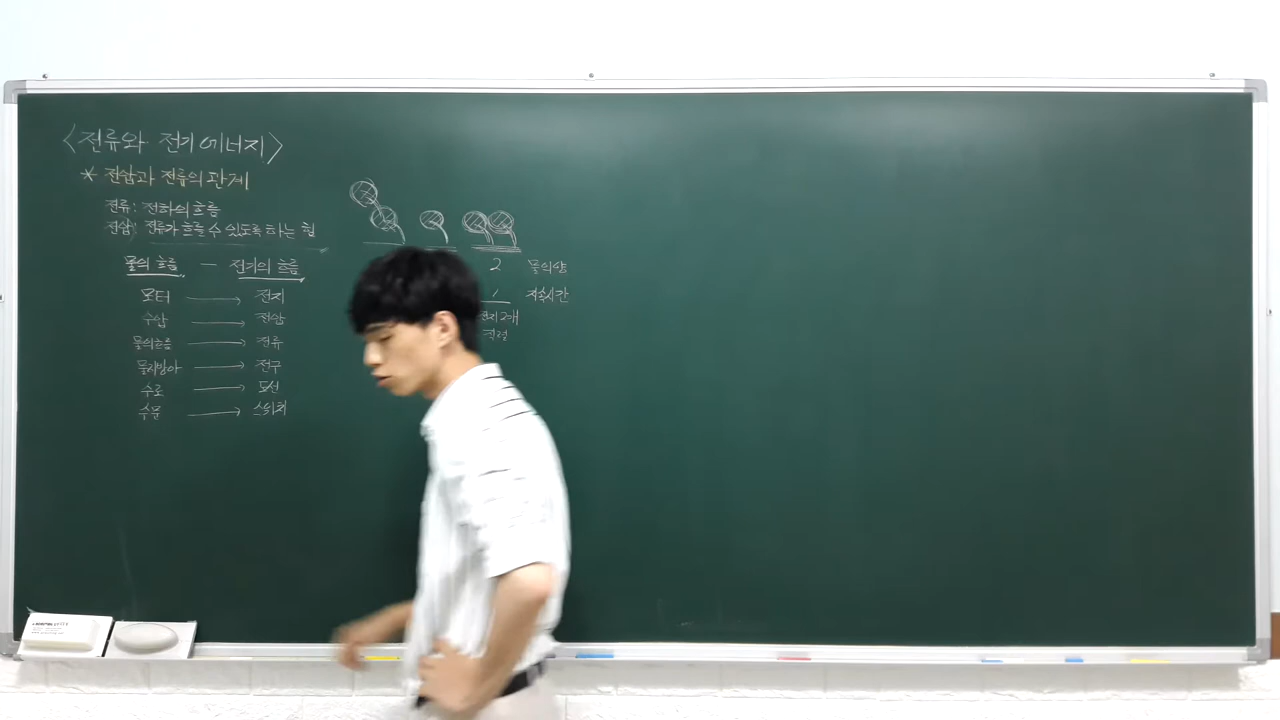 <전류와 전기에너지>
* 전압과 전류의 관계
전류: 전하의 흐름
전압: 전류가 흐를 수 있도록 하는 힘
물의 흐름 — 전기의 흐름
모터 → 전지
수압 → 전압
물의흐름 → 전류
물레방아 → 전구
수로 → 도선
수문 → 스위치
2 물의양
1 지속시간
전지 2개
직렬